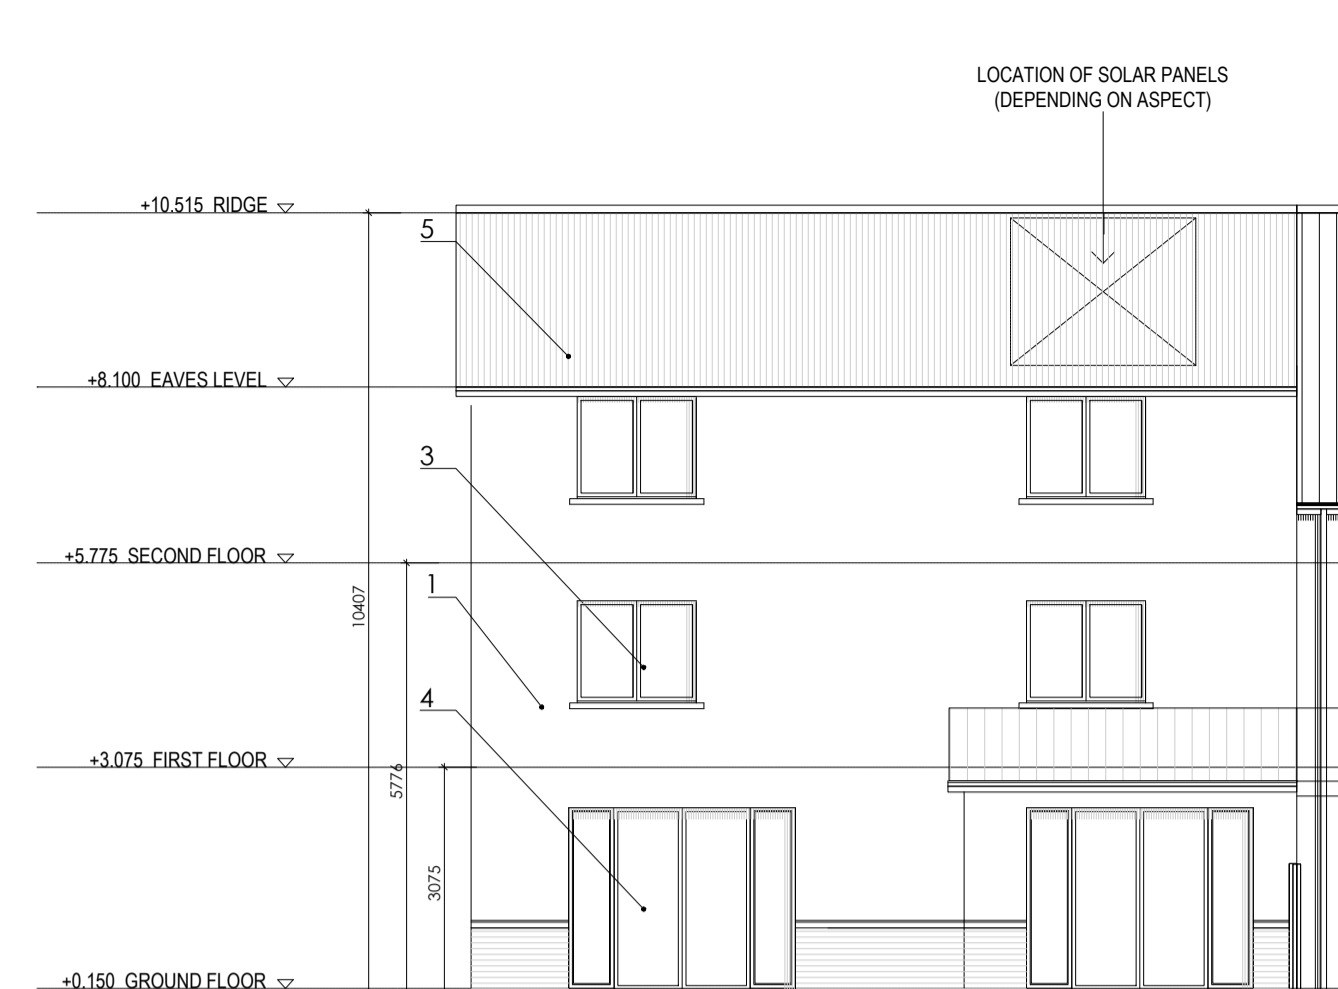 LOCATION OF SOLAR PANELS
(DEPENDING ON ASPECT)
+10.515 RIDGE
5
+8.100 EAVES LEVEL
3
+5.775 SECOND FLOOR
1
10407
4
+3.075 FIRST FLOOR
5776
3075
+0.150 GROUND FLOOR